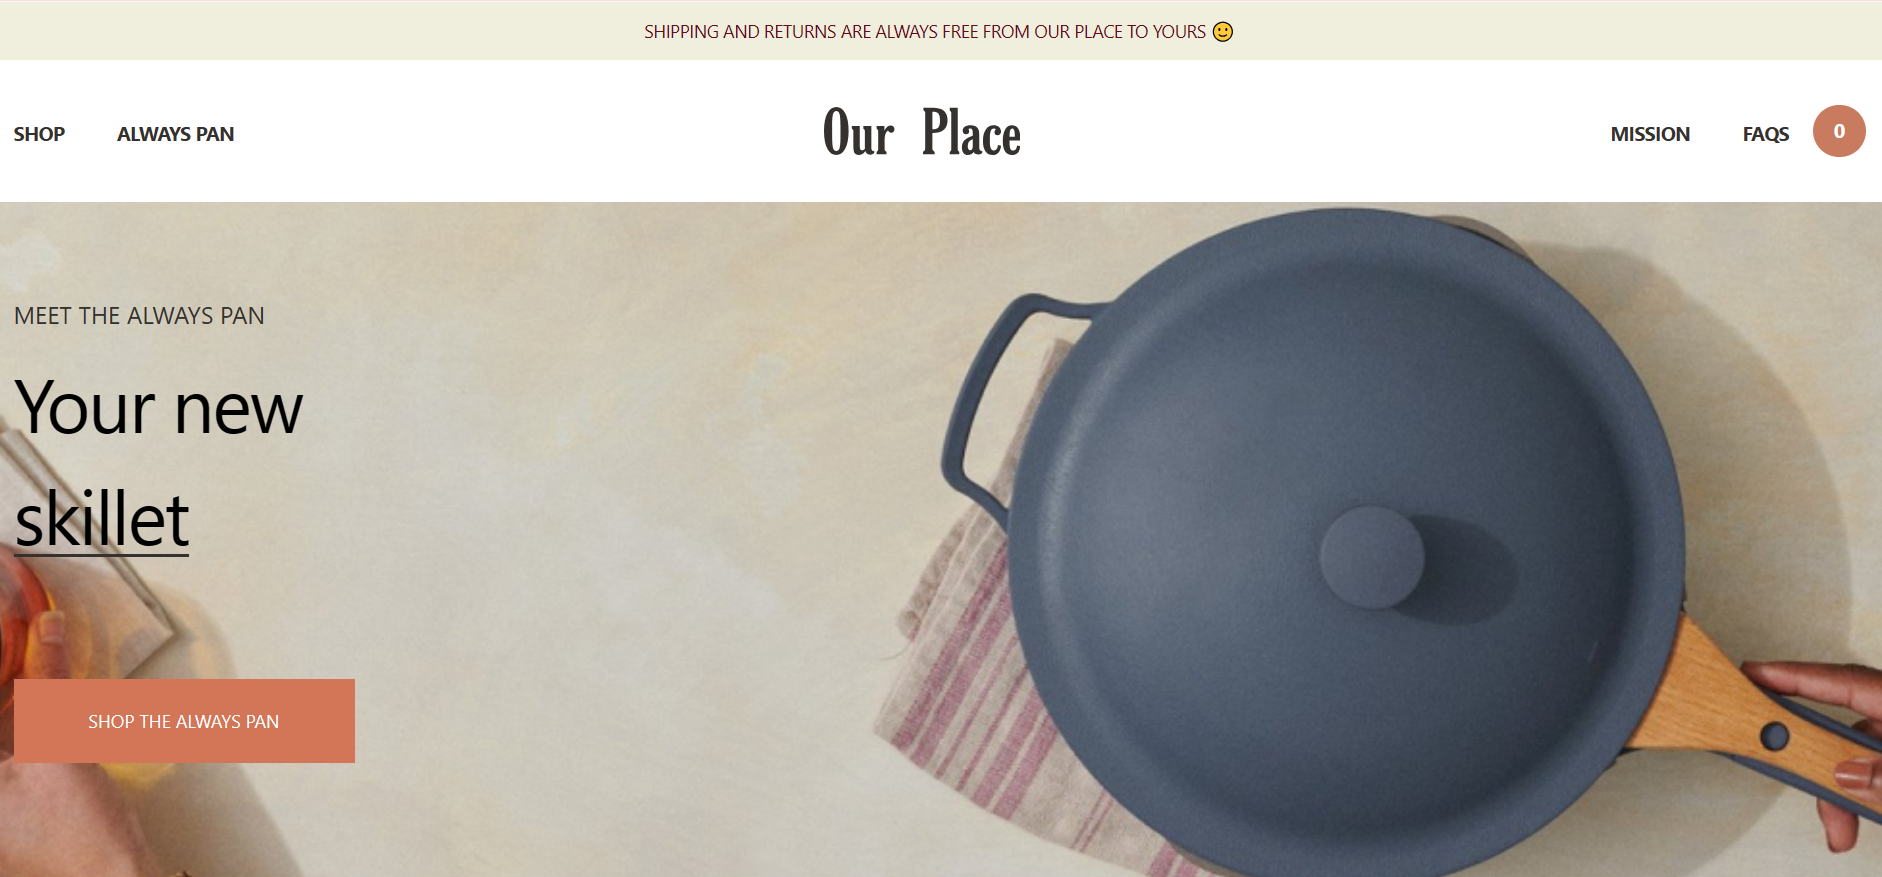 SHIPPING AND RETURNS ARE ALWAYS FREE FROM OUR PLACE TO YOURS 🙂
SHOP
ALWAYS PAN
Our Place
MISSION
FAQS
0
MEET THE ALWAYS PAN
Your new
skillet
SHOP THE ALWAYS PAN